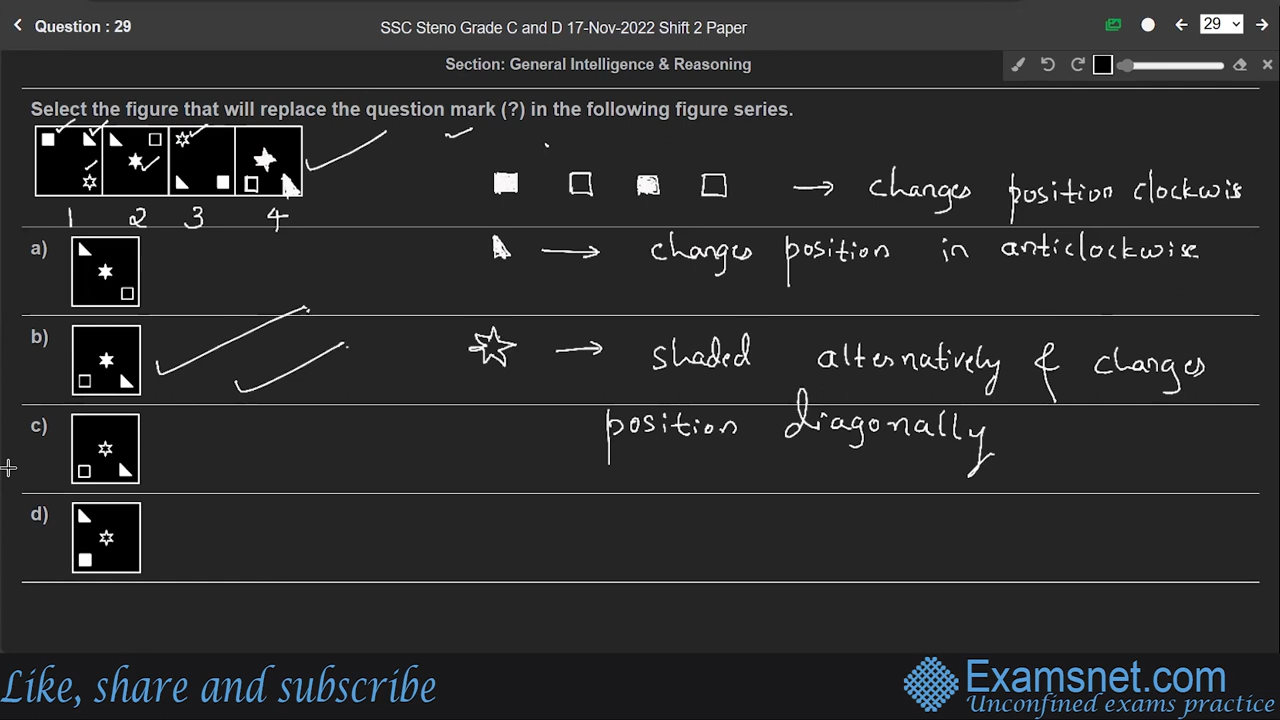 Question : 29
SSC Steno Grade C and D 17-Nov-2022 Shift 2 Paper
29
Section: General Intelligence & Reasoning
Select the figure that will replace the question mark (?) in the following figure series.
→ changes position clockwis
1 2 3 4
a)
→ changes position in anticlockwise
b)
→ shaded alternatively & changes
c)
position diagonally
d)
Like, share and subscribe
Examsnet.com
Unconfined exams practice